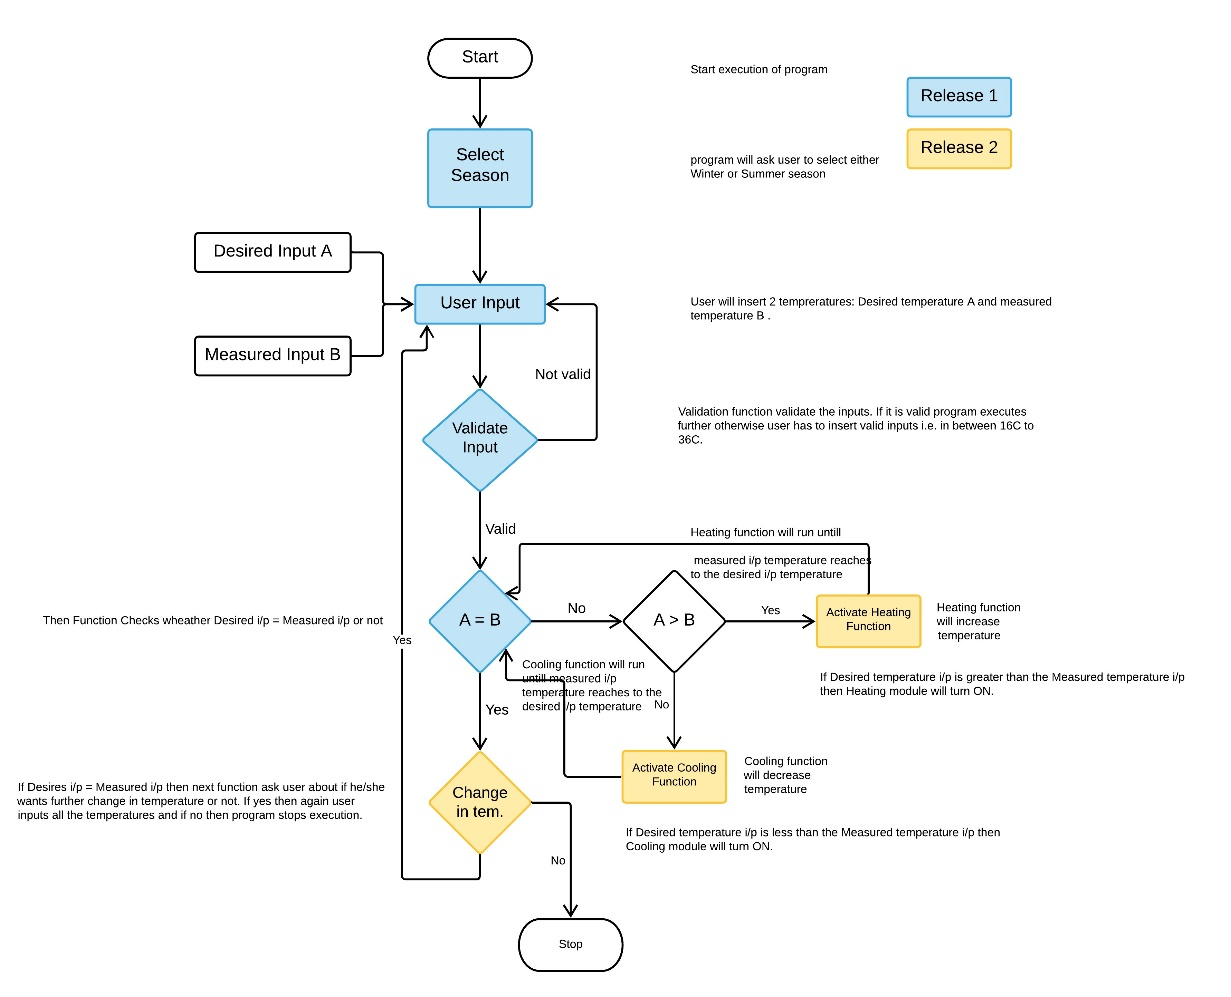 Start
Start execution of program
Release 1
Release 2
Select
Season
program will ask user to select either
Winter or Summer season
Desired Input A
User Input
User will insert 2 tempreratures: Desired temperature A and measured
temperature B .
Measured Input B
Not valid
Validate
Input
Validation function validate the inputs. If it is valid program executes
further otherwise user has to insert valid inputs i.e. in between 16C to
36C.
Valid
Heating function will run untill
measured i/p temperature reaches
to the desired i/p temperature
Then Function Checks wheather Desired i/p = Measured i/p or not
Yes
A = B
No
A > B
Yes
Activate Heating
Function
Heating function
will increase
temperature
Cooling function will run
untill measured i/p
temperature reaches to the
desired i/p temperature
No
If Desired temperature i/p is greater than the Measured temperature i/p
then Heating module will turn ON.
Yes
Activate Cooling
Function
Cooling function
will decrease
temperature
If Desires i/p = Measured i/p then next function ask user about if he/she
wants further change in temperature or not. If yes then again user
inputs all the temperatures and if no then program stops execution.
Change
in tem.
If Desired temperature i/p is less than the Measured temperature i/p then
Cooling module will turn ON.
No
Stop